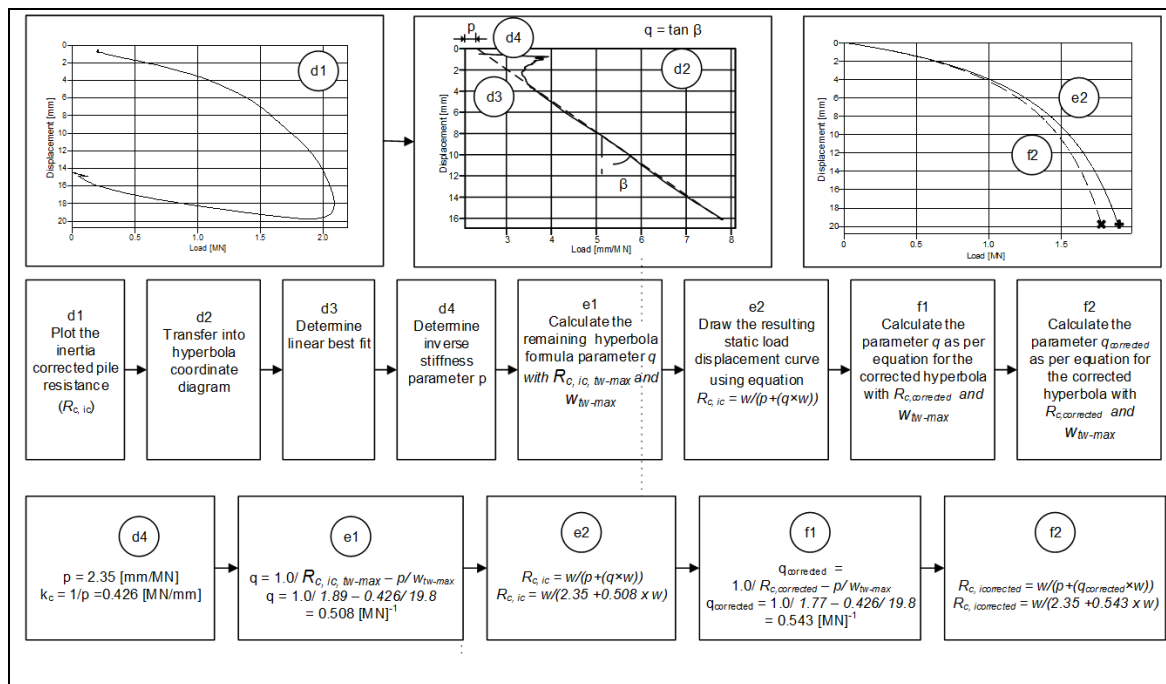 0
2
4
6
8
10
12
14
16
18
20
Displacement [mm]
d1
0
0.5
1.0
1.5
2.0
Load [MN]
p
d4
q = tan β
0
2
4
6
8
10
12
14
16
Displacement [mm]
d2
d3
β
3
4
5
6
7
8
Load [mm/MN]
0
2
4
6
8
10
12
14
16
18
20
Displacement [mm]
e2
f2
0
1.0
1.5
Load [MN]
d1
Plot the
inertia
corrected pile
resistance
(Rc, ic)
d2
Transfer into
hyperbola
coordinate
diagram
d3
Determine
linear best fit
d4
Determine
inverse
stiffness
parameter p
e1
Calculate the
remaining hyperbola
formula parameter q
with Rc, ic, tw-max and
wtw-max
e2
Draw the resulting
static load
displacement curve
using equation
Rc, ic = w/(p+(q×w))
f1
Calculate the
parameter q as per
equation for the
corrected hyperbola
with Rc,corrected and
wtw-max
f2
Calculate the
parameter qcorrected
as per equation for
the corrected
hyperbola with
Rc,corrected and
wtw-max
d4
p = 2.35 [mm/MN]
kc = 1/p =0.426 [MN/mm]
e1
q = 1.0/ Rc, ic, tw-max – p/ wtw-max
q = 1.0/ 1.89 – 0.426/ 19.8
= 0.508 [MN]-1
e2
Rc, ic = w/(p+(q×w))
Rc, ic = w/(2.35 +0.508 x w)
f1
qcorrected =
1.0/ Rc,corrected – p/ wtw-max
qcorrected = 1.0/ 1.77 – 0.426/ 19.8
= 0.543 [MN]-1
f2
Rc, icorrected = w/(p+(qcorrected×w))
Rc, icorrected = w/(2.35 +0.543 x w)